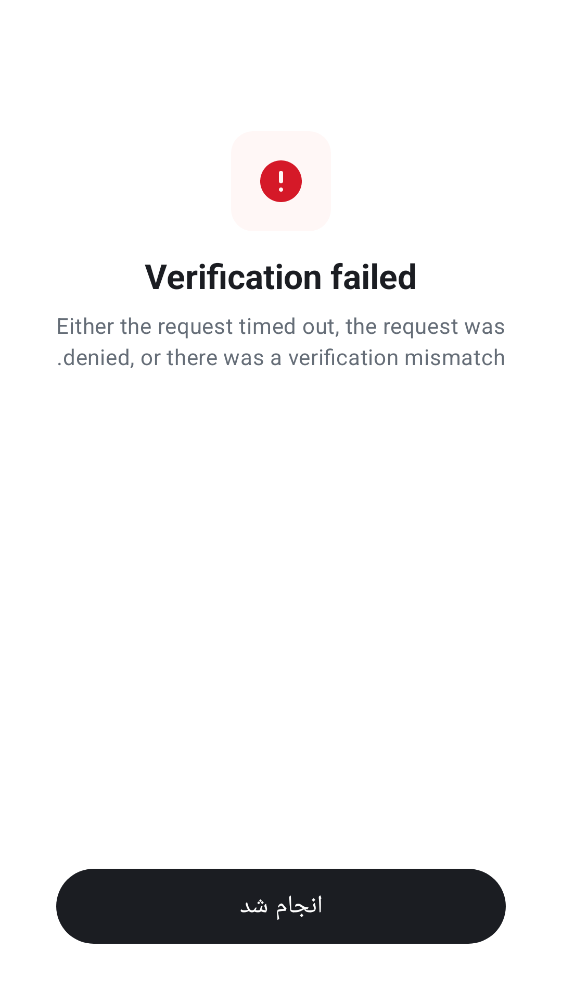 Verification failed
Either the request timed out, the request was
.denied, or there was a verification mismatch
انجام شد